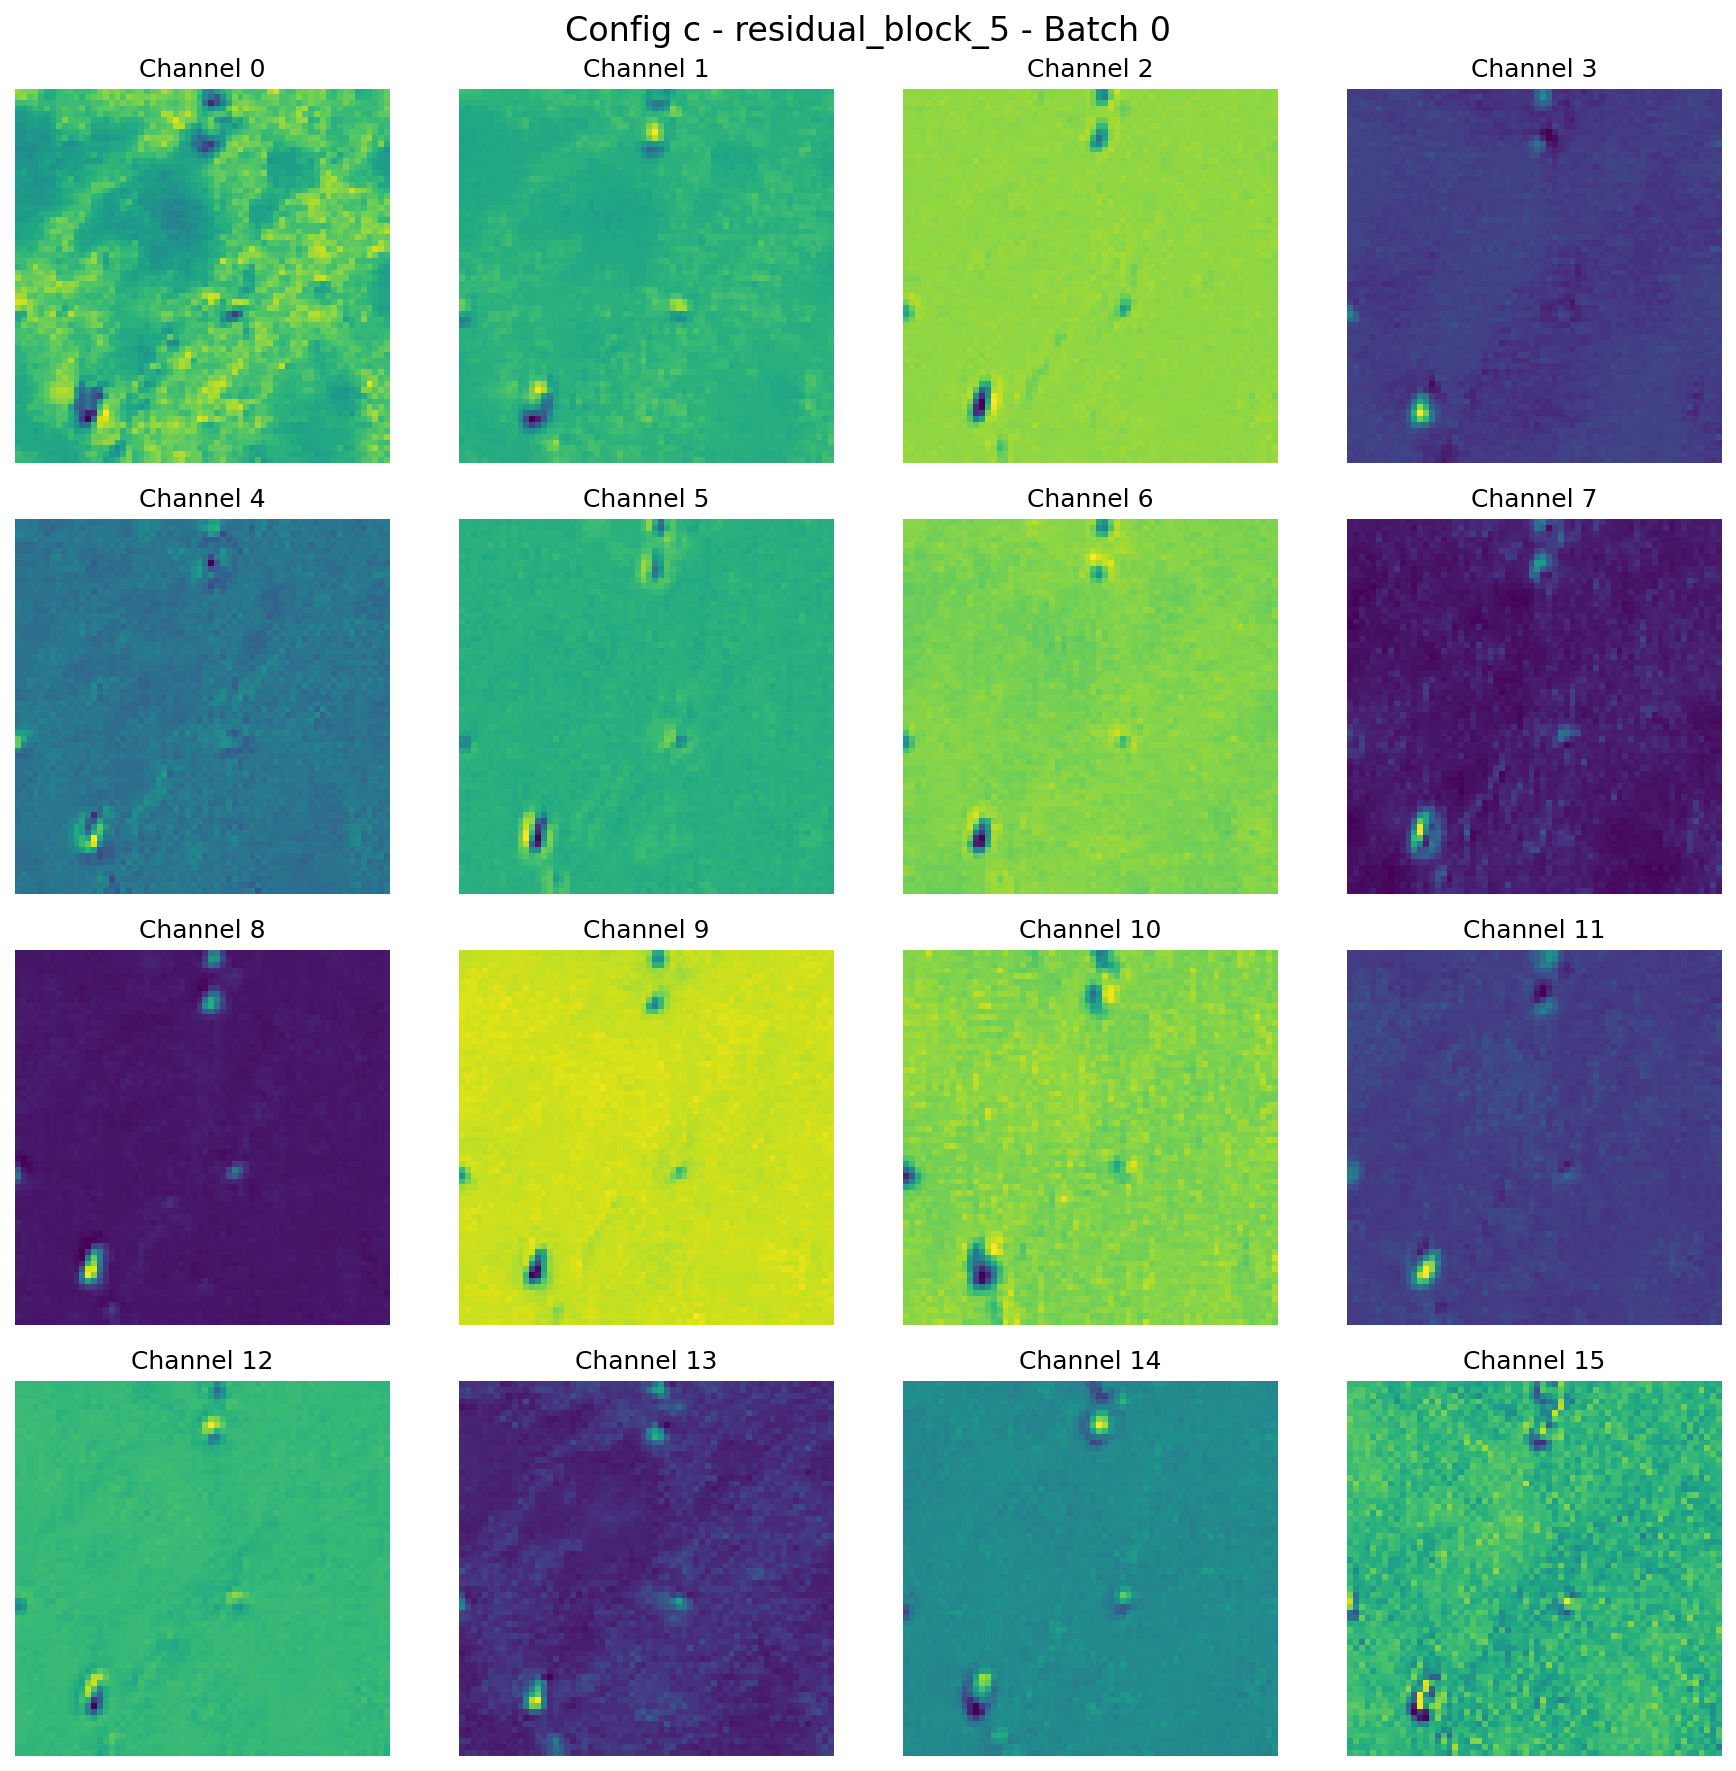 Config c - residual_block_5 - Batch 0
Channel 0
Channel 1
Channel 2
Channel 3
Channel 4
Channel 5
Channel 6
Channel 7
Channel 8
Channel 9
Channel 10
Channel 11
Channel 12
Channel 13
Channel 14
Channel 15